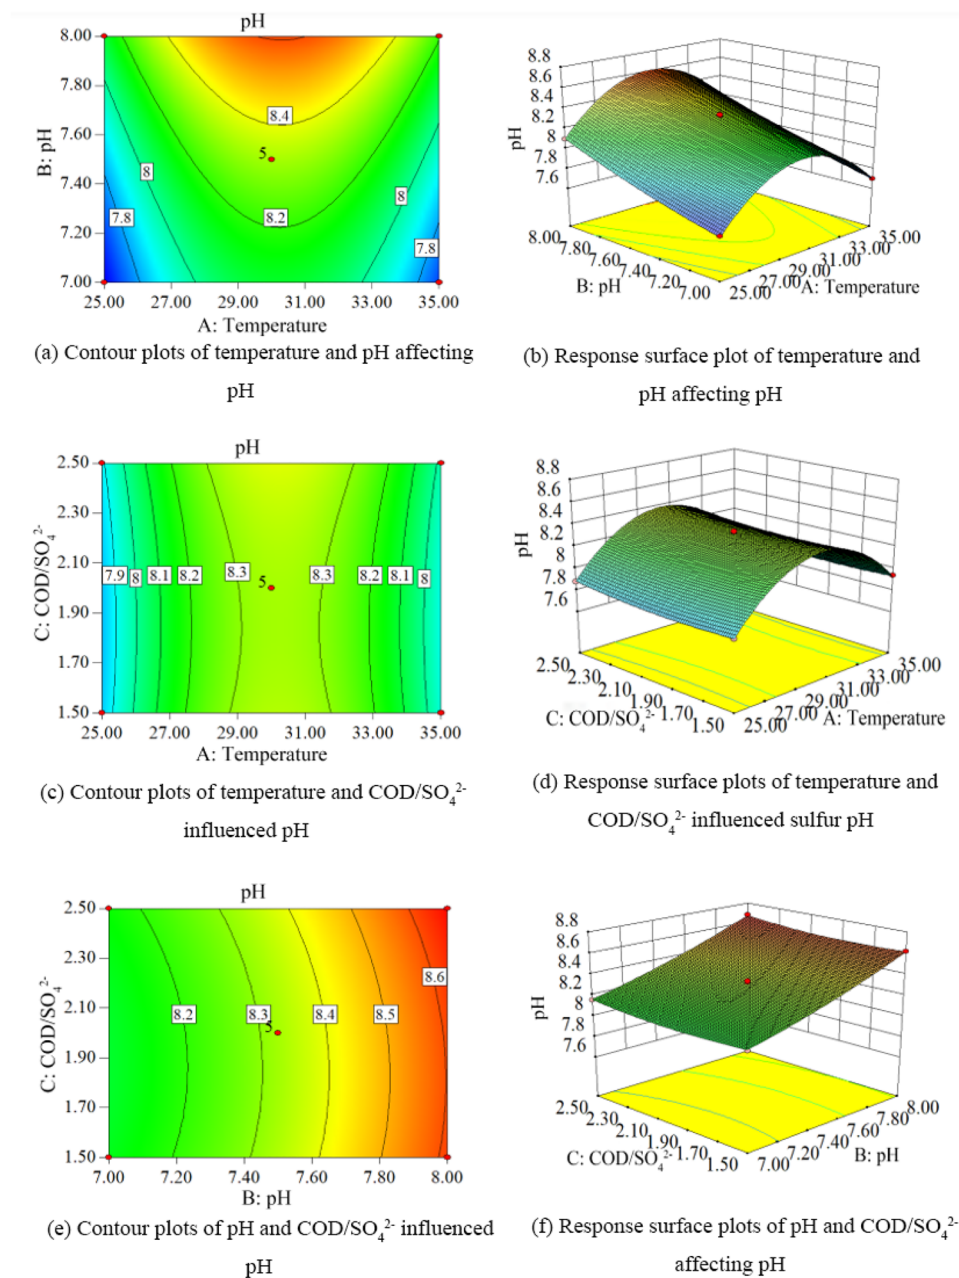 pH
8.00
7.80
7.60
7.40
7.20
7.00
B: pH
8.4
5
8
8
8.2
7.8
7.8
25.00 27.00 29.00 31.00 33.00 35.00
A: Temperature
(a) Contour plots of temperature and pH affecting
pH
8.8
8.6
8.4
8.2
8
7.8
7.6
pH
8.00 7.80 7.60 7.40 7.20 7.00
B: pH
25.00 27.00 29.00 31.00 33.00 35.00
A: Temperature
(b) Response surface plot of temperature and
pH affecting pH
pH
2.50
2.30
2.10
1.90
1.70
1.50
C: COD/SO₄²⁻
7.9 8 8.1 8.2 8.3 5 8.3 8.2 8.1 8
25.00 27.00 29.00 31.00 33.00 35.00
A: Temperature
(c) Contour plots of temperature and COD/SO₄²⁻
influenced pH
8.8
8.6
8.4
8.2
8
7.8
7.6
pH
2.50 2.30 2.10 1.90 1.70 1.50
C: COD/SO₄²⁻
25.00 27.00 29.00 31.00 33.00 35.00
A: Temperature
(d) Response surface plots of temperature and
COD/SO₄²⁻ influenced sulfur pH
pH
2.50
2.30
2.10
1.90
1.70
1.50
C: COD/SO₄²⁻
8.6
8.2 8.3 5 8.4 8.5
7.00 7.20 7.40 7.60 7.80 8.00
B: pH
(e) Contour plots of pH and COD/SO₄²⁻ influenced
pH
8.8
8.6
8.4
8.2
8
7.8
7.6
pH
2.50 2.30 2.10 1.90 1.70 1.50
C: COD/SO₄²⁻
7.00 7.20 7.40 7.60 7.80 8.00
B: pH
(f) Response surface plots of pH and COD/SO₄²⁻
affecting pH